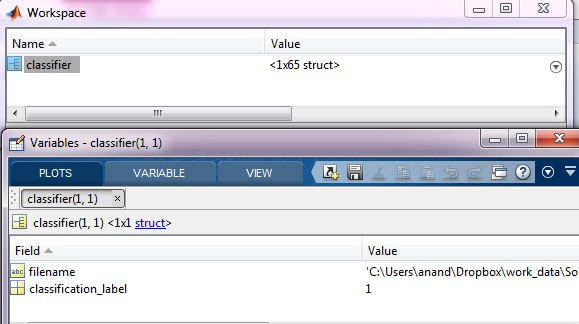 Workspace
Name Value
classifier <1x65 struct>
Variables - classifier(1, 1)
PLOTS VARIABLE VIEW
classifier(1, 1) ×
classifier(1, 1) <1x1 struct>
Field Value
abc filename 'C:\Users\anand\Dropbox\work_data\So
classification_label 1